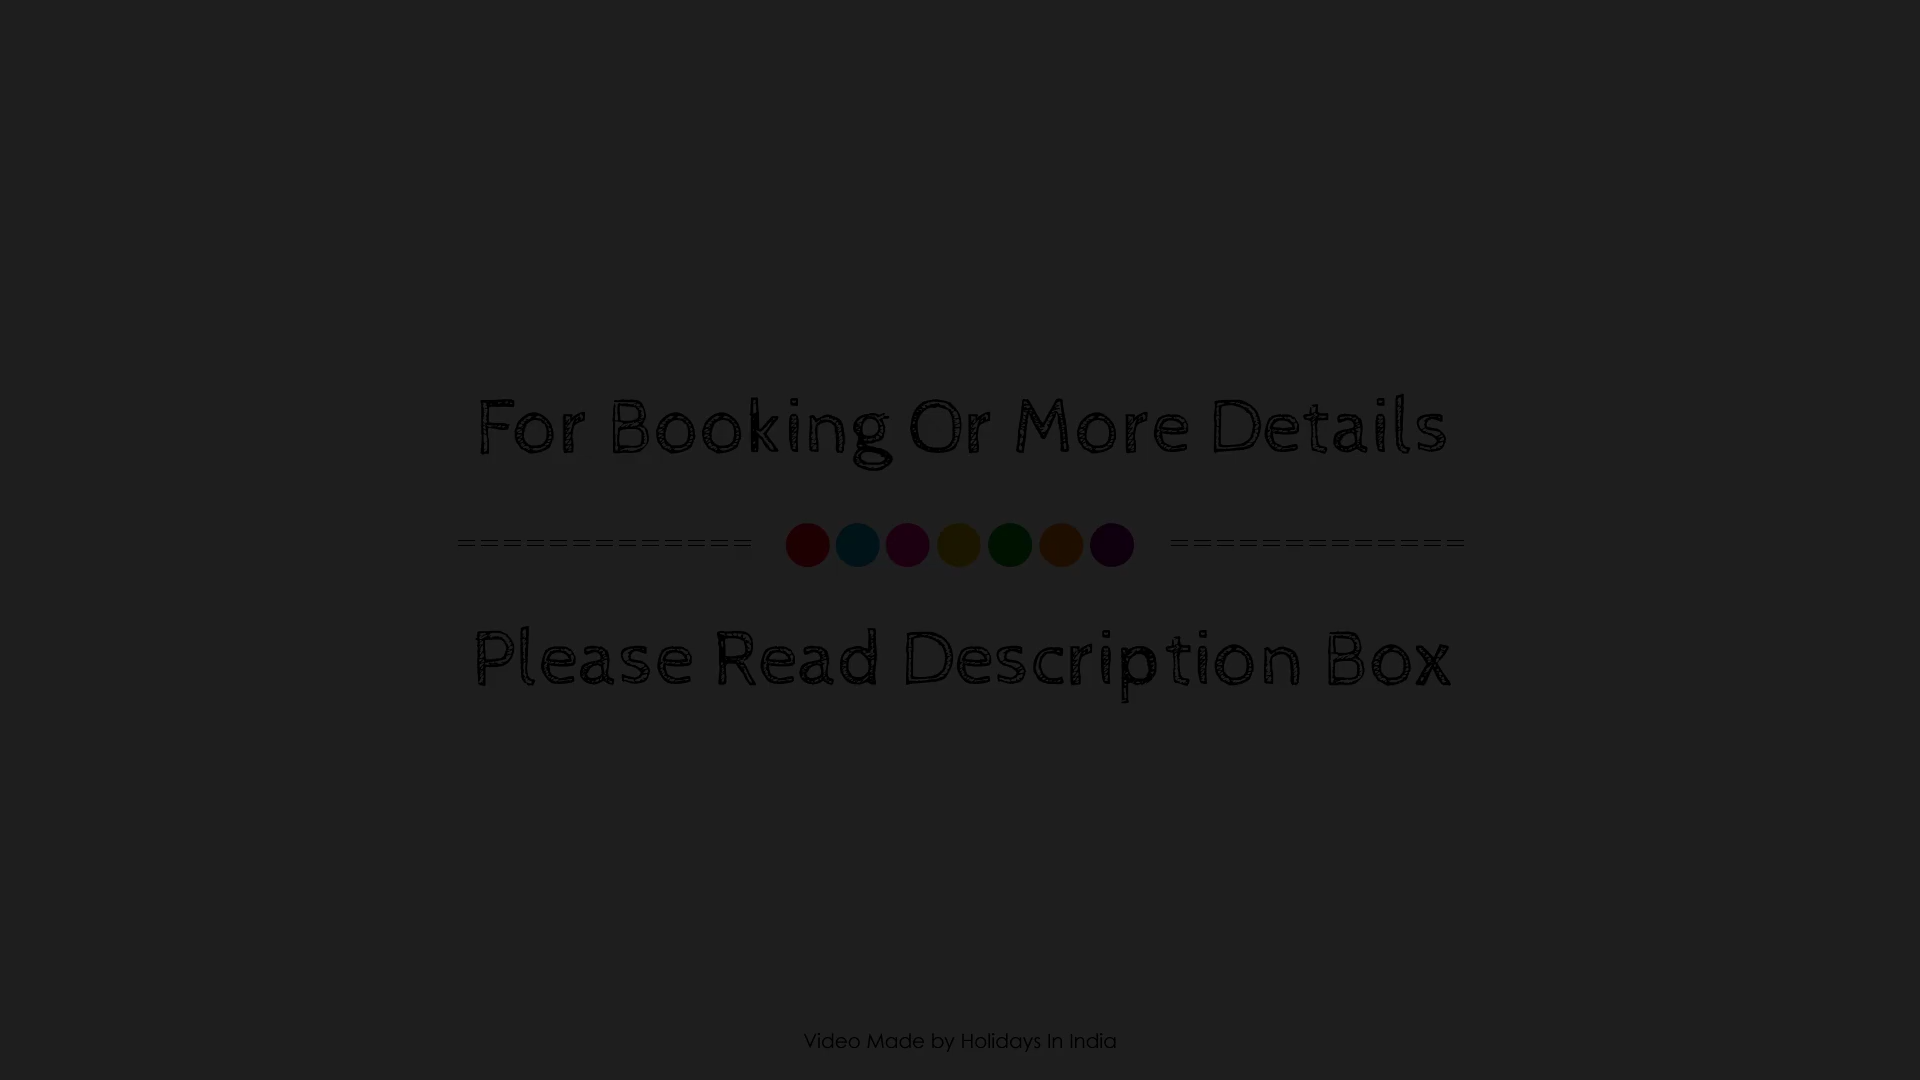 For Booking Or More Details
============= =============
Please Read Description Box
Video Made by Holidays In India